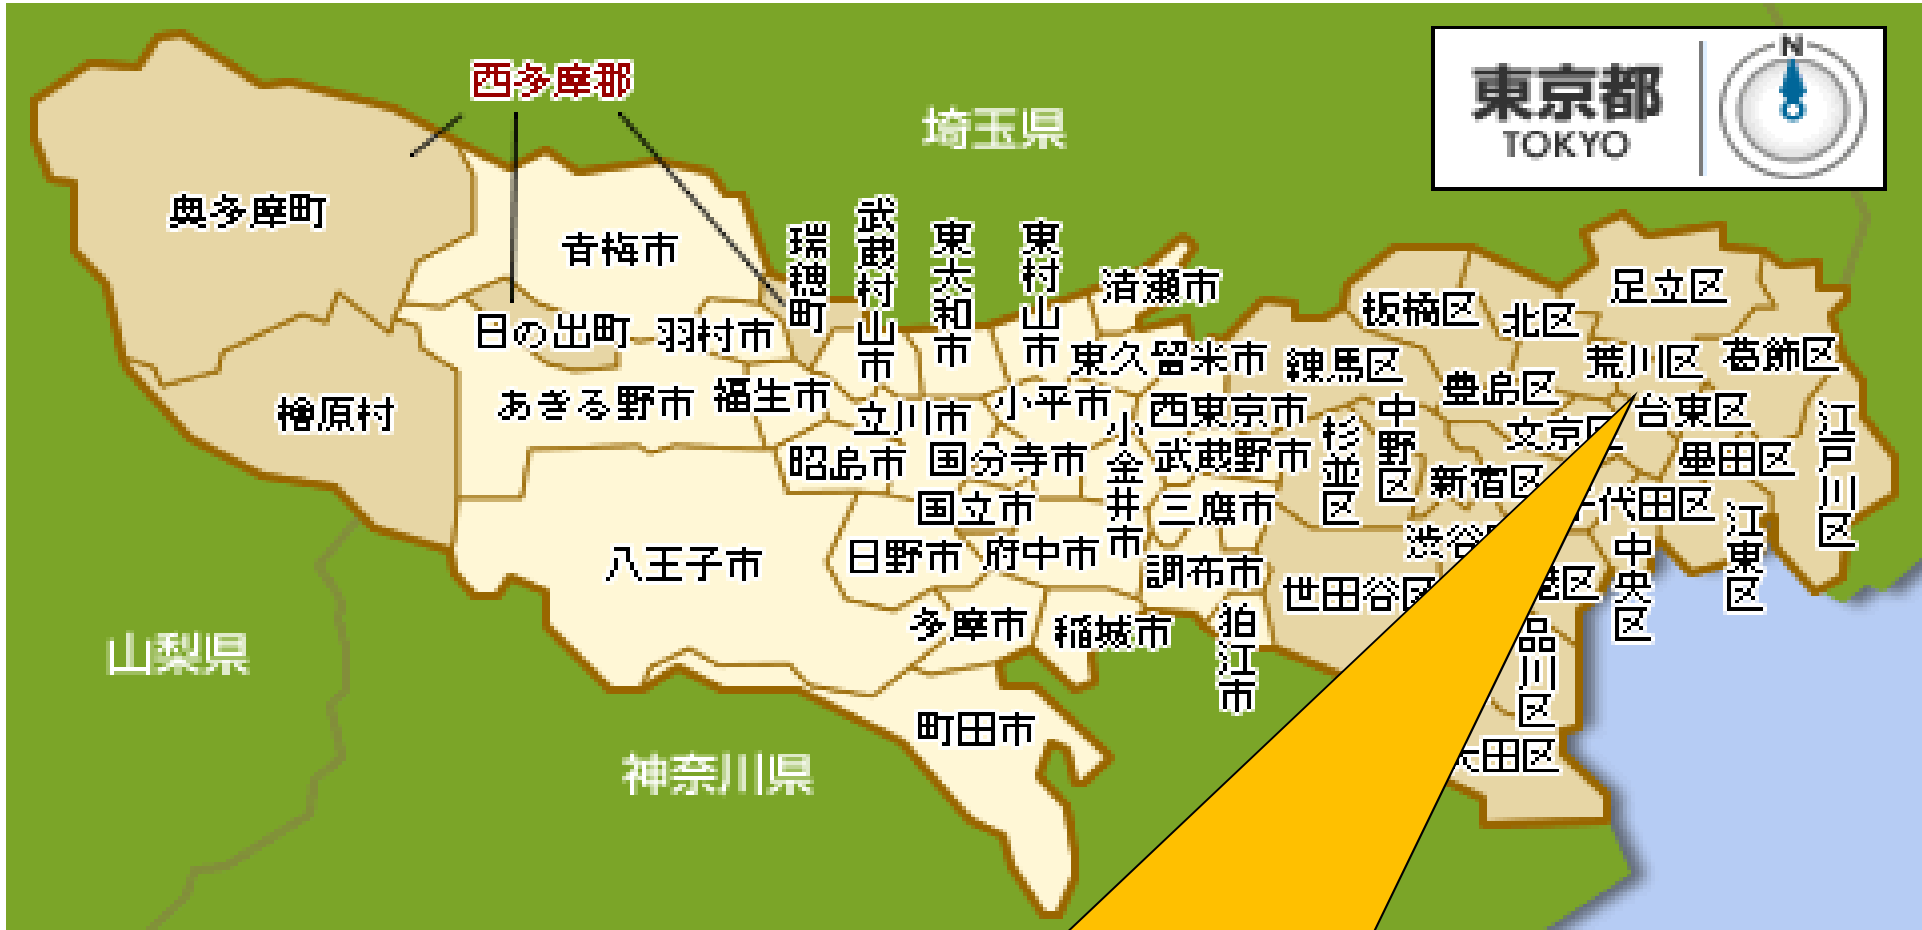 西多摩郡
埼玉県
東京都
TOKYO
N
奥多摩町
青梅市
瑞穂町
武蔵村山市
東大和市
東村山市
清瀬市
板橋区
北区
足立区
日の出町
羽村市
東久留米市
練馬区
荒川区
葛飾区
檜原村
あきる野市
福生市
立川市
小平市
西東京市
豊島区
台東区
江戸川区
昭島市
国分寺市
小金井市
武蔵野市
杉並区
中野区
文京区
墨田区
新宿区
国立市
三鷹市
代田区
江東区
八王子市
日野市
府中市
調布市
渋谷
世田谷区
港区
中央区
多摩市
稲城市
狛江市
品川区
山梨県
町田市
神奈川県
大田区